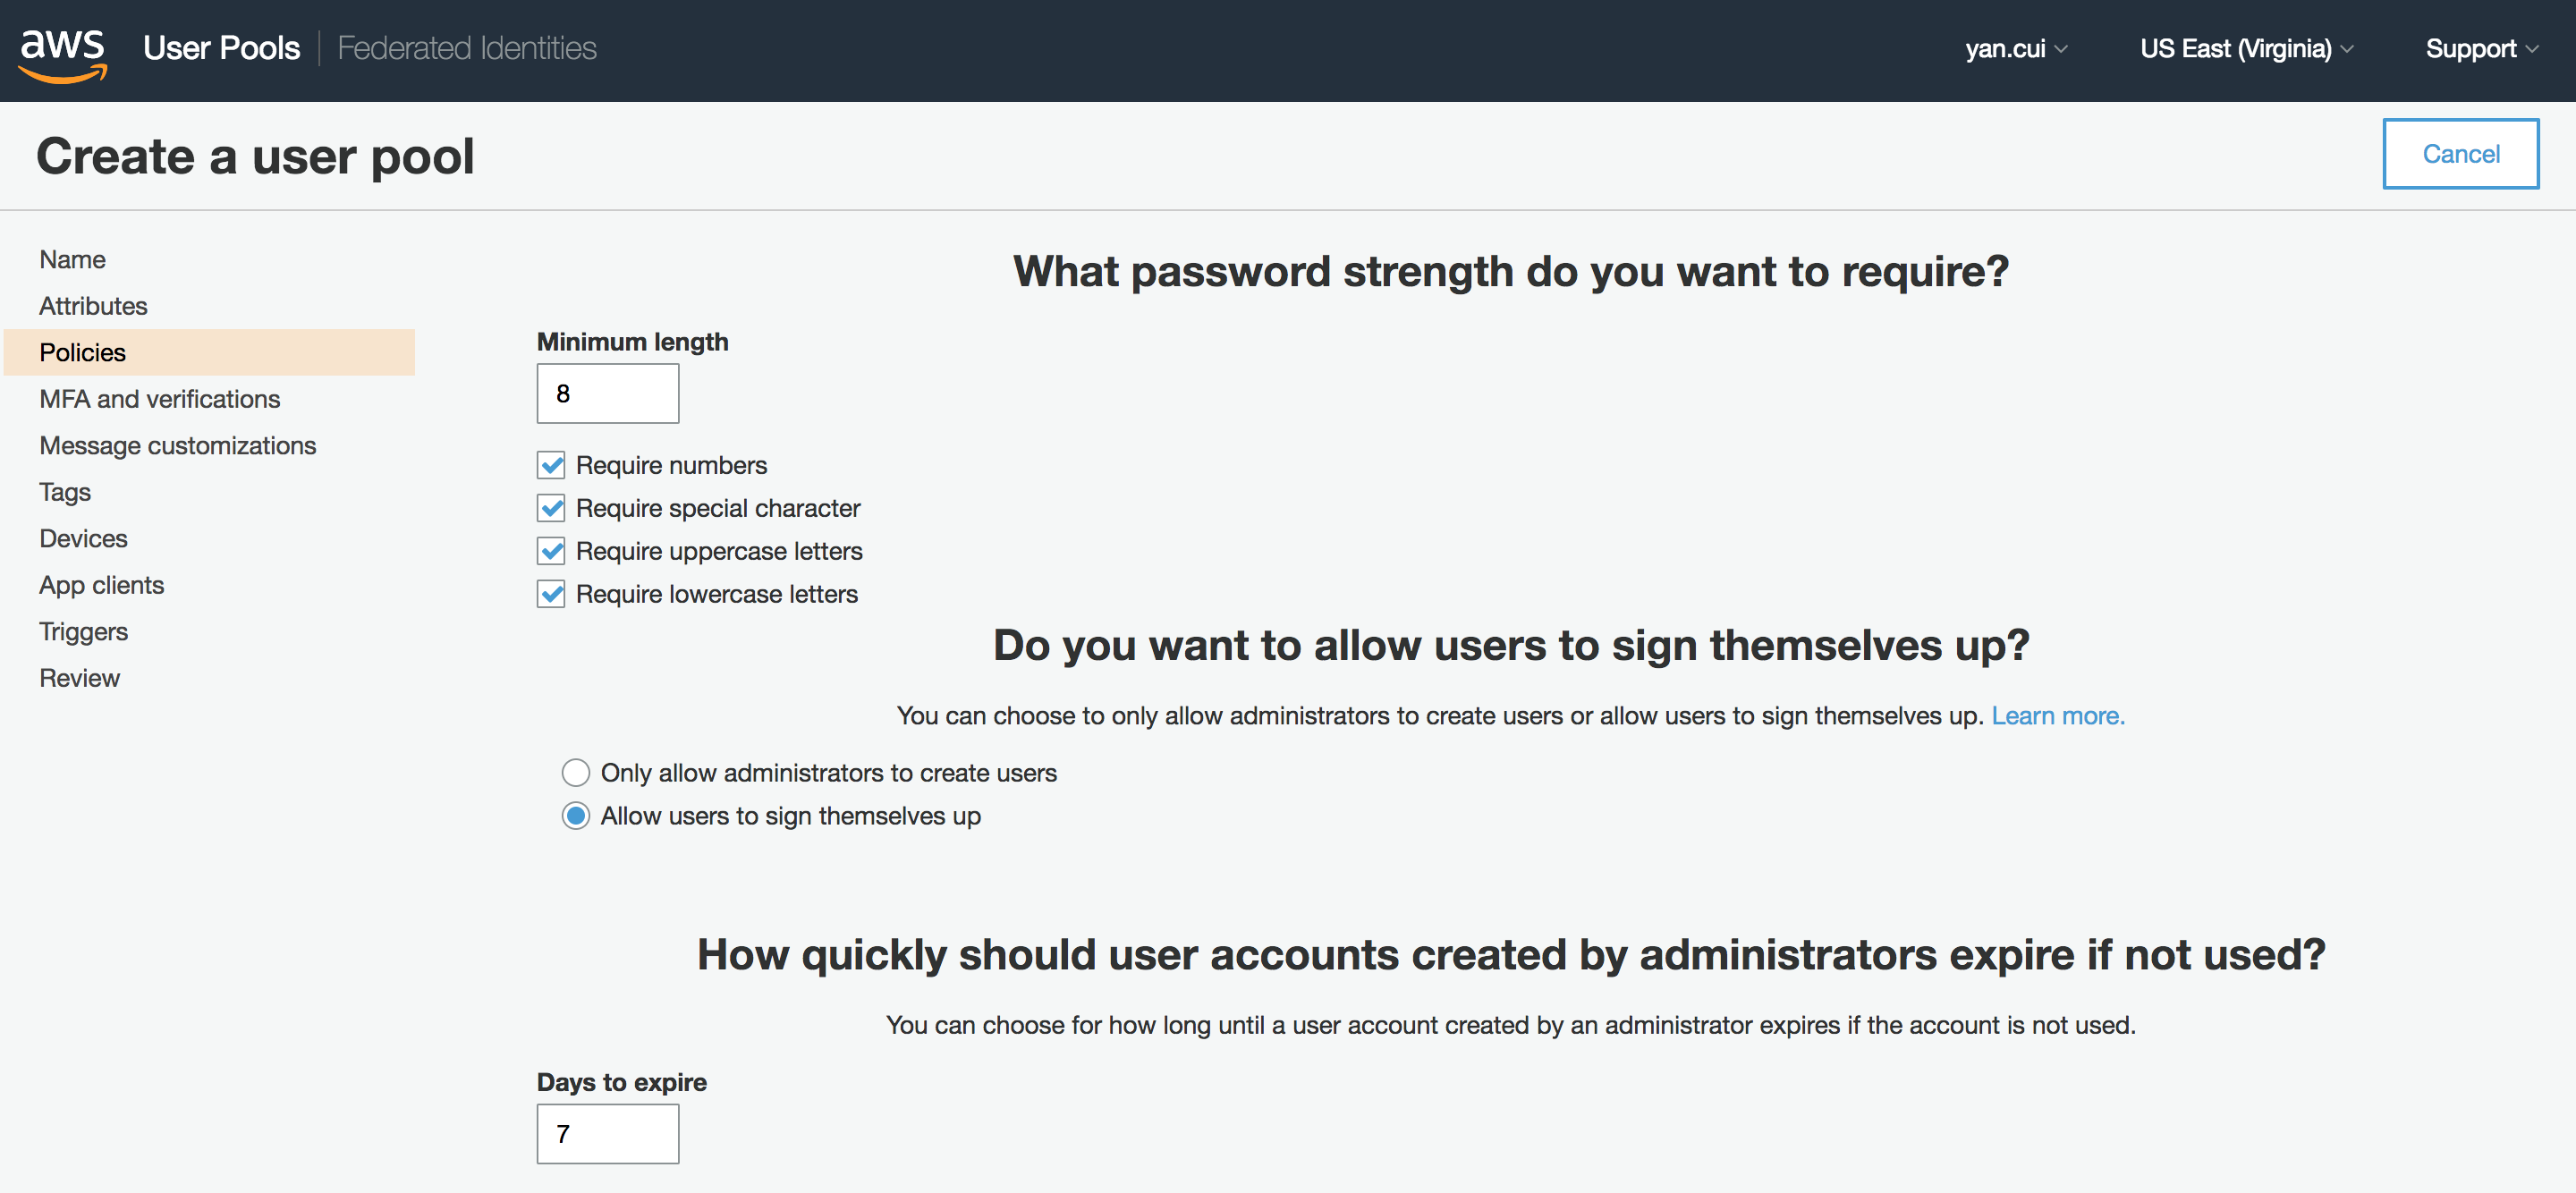 aws User Pools Federated Identities yan.cui US East (Virginia) Support
Create a user pool Cancel
Name
Attributes
Policies
MFA and verifications
Message customizations
Tags
Devices
App clients
Triggers
Review
What password strength do you want to require?
Minimum length
8
Require numbers
Require special character
Require uppercase letters
Require lowercase letters
Do you want to allow users to sign themselves up?
You can choose to only allow administrators to create users or allow users to sign themselves up. Learn more.
Only allow administrators to create users
Allow users to sign themselves up
How quickly should user accounts created by administrators expire if not used?
You can choose for how long until a user account created by an administrator expires if the account is not used.
Days to expire
7